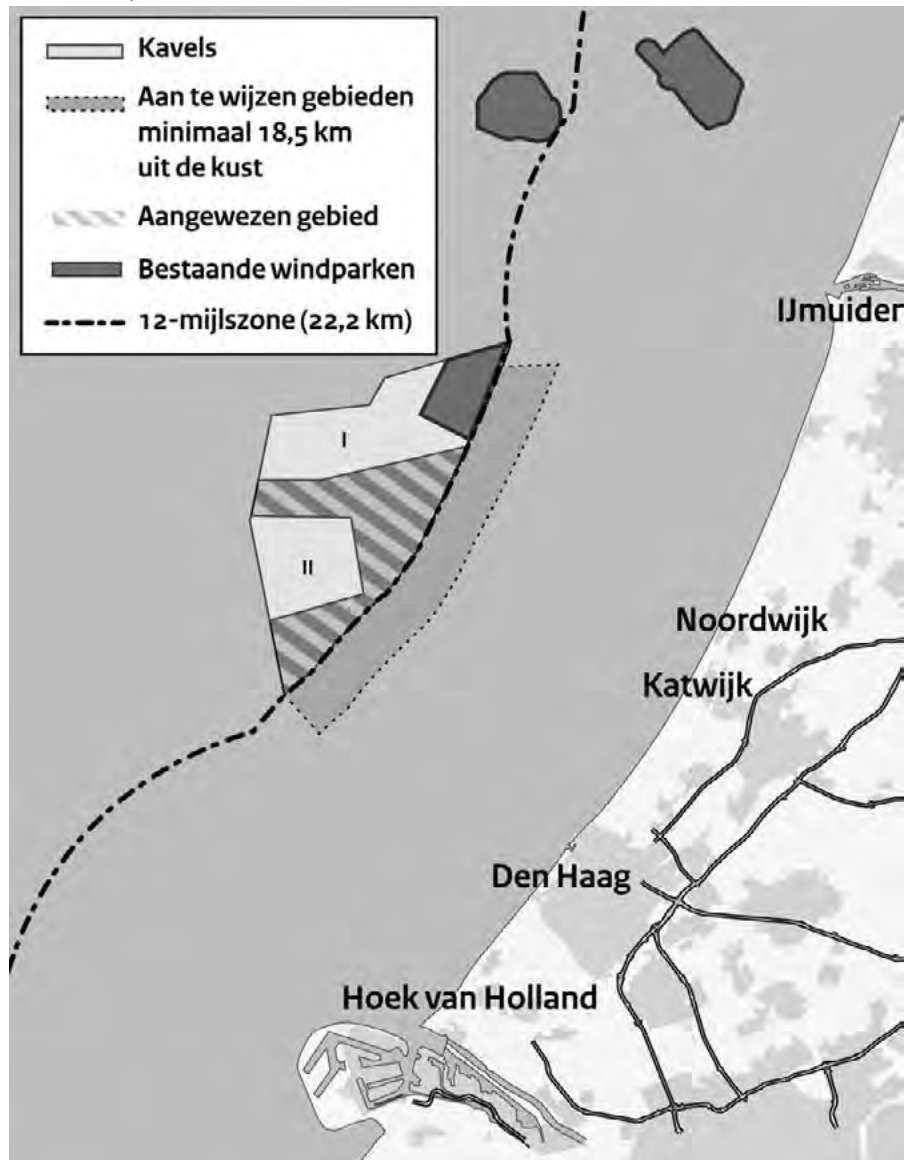 Kavels
Aan te wijzen gebieden
minimaal 18,5 km
uit de kust
Aangewezen gebied
Bestaande windparken
12-mijlszone (22,2 km)
IJmuiden
I
II
Noordwijk
Katwijk
Den Haag
Hoek van Holland